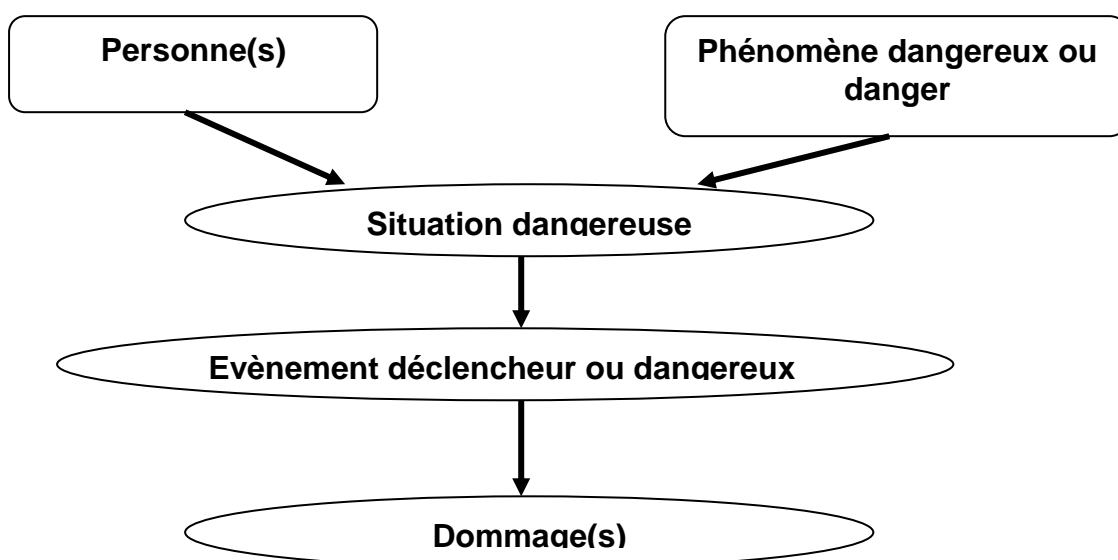 Personne(s)
Phénomène dangereux ou
danger
Situation dangereuse
Evènement déclencheur ou dangereux
Dommage(s)